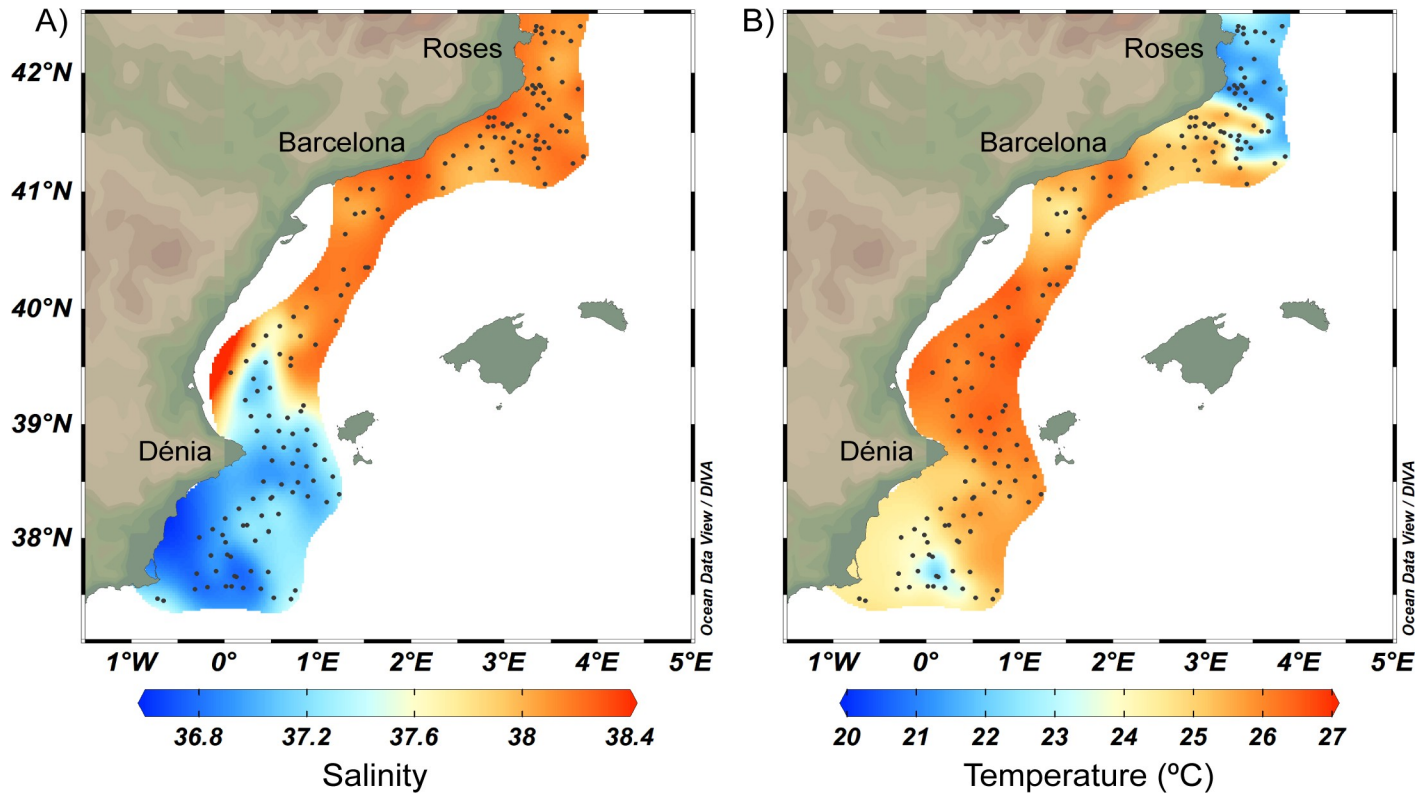 A)
Roses
42°N
Barcelona
41°N
40°N
39°N
Dénia
38°N
Ocean Data View / DIVA
1°W 0° 1°E 2°E 3°E 4°E 5°E
36.8 37.2 37.6 38 38.4
Salinity
B)
Roses
Barcelona
Dénia
Ocean Data View / DIVA
1°W 0° 1°E 2°E 3°E 4°E 5°E
20 21 22 23 24 25 26 27
Temperature (ºC)